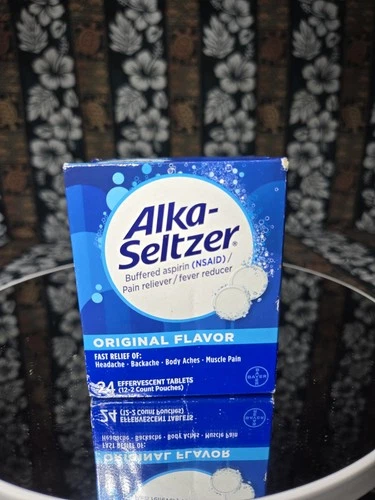 Alka-
Seltzer®
Buffered aspirin (NSAID) /
Pain reliever / fever reducer
ORIGINAL FLAVOR
FAST RELIEF OF:
Headache · Backache · Body Aches · Muscle Pain
24 EFFERVESCENT TABLETS
(12-2 Count Pouches)
BAYER